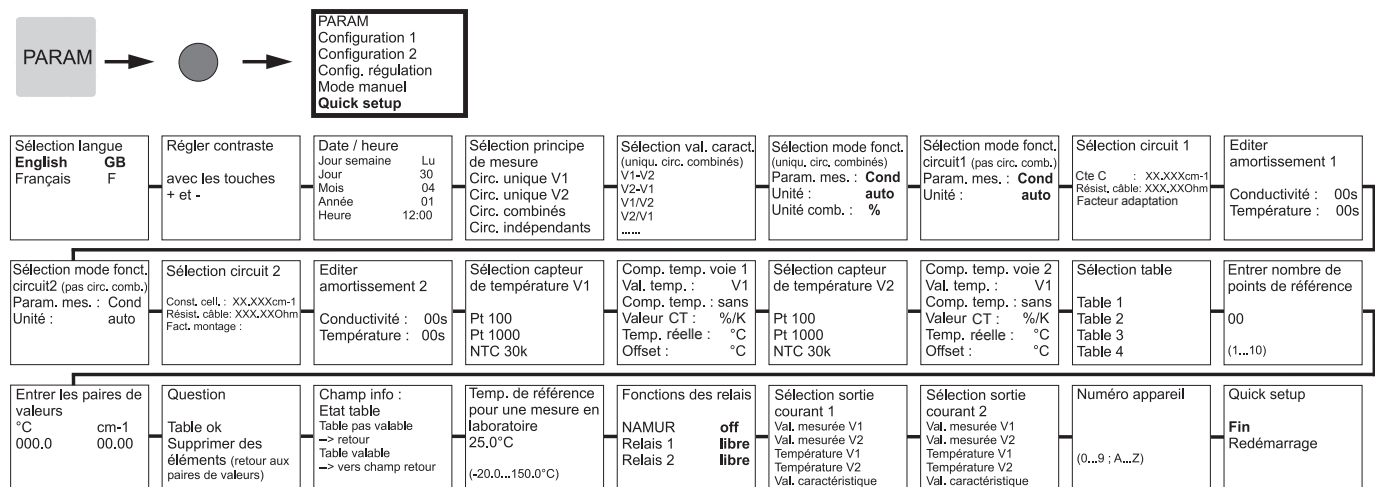 PARAM
PARAM
Configuration 1
Configuration 2
Config. régulation
Mode manuel
Quick setup
Sélection langue
English GB
Français F
Régler contraste
avec les touches
+ et -
Date / heure
Jour semaine Lu
Jour 30
Mois 04
Année 01
Heure 12:00
Sélection principe
de mesure
Circ. unique V1
Circ. unique V2
Circ. combinés
Circ. indépendants
Sélection val. caract.
(uniqu. circ. combinés)
V1-V2
V2-V1
V1/V2
V2/V1
......
Sélection mode fonct.
(uniqu. circ. combinés)
Param. mes. : Cond
Unité : auto
Unité comb. : %
Sélection mode fonct.
circuit1 (pas circ. comb.)
Param. mes. : Cond
Unité : auto
Sélection circuit 1
Cte C : XX.XXXcm-1
Résist. câble: XXX,XXOhm
Facteur adaptation
Editer
amortissement 1
Conductivité : 00s
Température : 00s
Sélection mode fonct.
circuit2 (pas circ. comb.)
Param. mes. : Cond
Unité : auto
Sélection circuit 2
Const. cell. : XX.XXXcm-1
Résist. câble: XXX.XXOhm
Fact. montage :
Editer
amortissement 2
Conductivité : 00s
Température : 00s
Sélection capteur
de température V1
Pt 100
Pt 1000
NTC 30k
Comp. temp. voie 1
Val. temp. : V1
Comp. temp. : sans
Valeur CT : %/K
Temp. réelle : °C
Offset : °C
Sélection capteur
de température V2
Pt 100
Pt 1000
NTC 30k
Comp. temp. voie 2
Val. temp. : V1
Comp. temp. : sans
Valeur CT : %/K
Temp. réelle : °C
Offset : °C
Sélection table
Table 1
Table 2
Table 3
Table 4
Entrer nombre de
points de référence
00
(1...10)
Entrer les paires de
valeurs
°C cm-1
000.0 00.00
Question
Table ok
Supprimer des
éléments (retour aux
paires de valeurs)
Champ info :
Etat table
Table pas valable
–> retour
Table valable
–> vers champ retour
Temp. de référence
pour une mesure en
laboratoire
25.0°C
(-20.0...150.0°C)
Fonctions des relais
NAMUR off
Relais 1 libre
Relais 2 libre
Sélection sortie
courant 1
Val. mesurée V1
Val. mesurée V2
Température V1
Température V2
Val. caractéristique
Sélection sortie
courant 2
Val. mesurée V1
Val. mesurée V2
Température V1
Température V2
Val. caractéristique
Numéro appareil
(0...9 ; A...Z)
Quick setup
Fin
Redémarrage